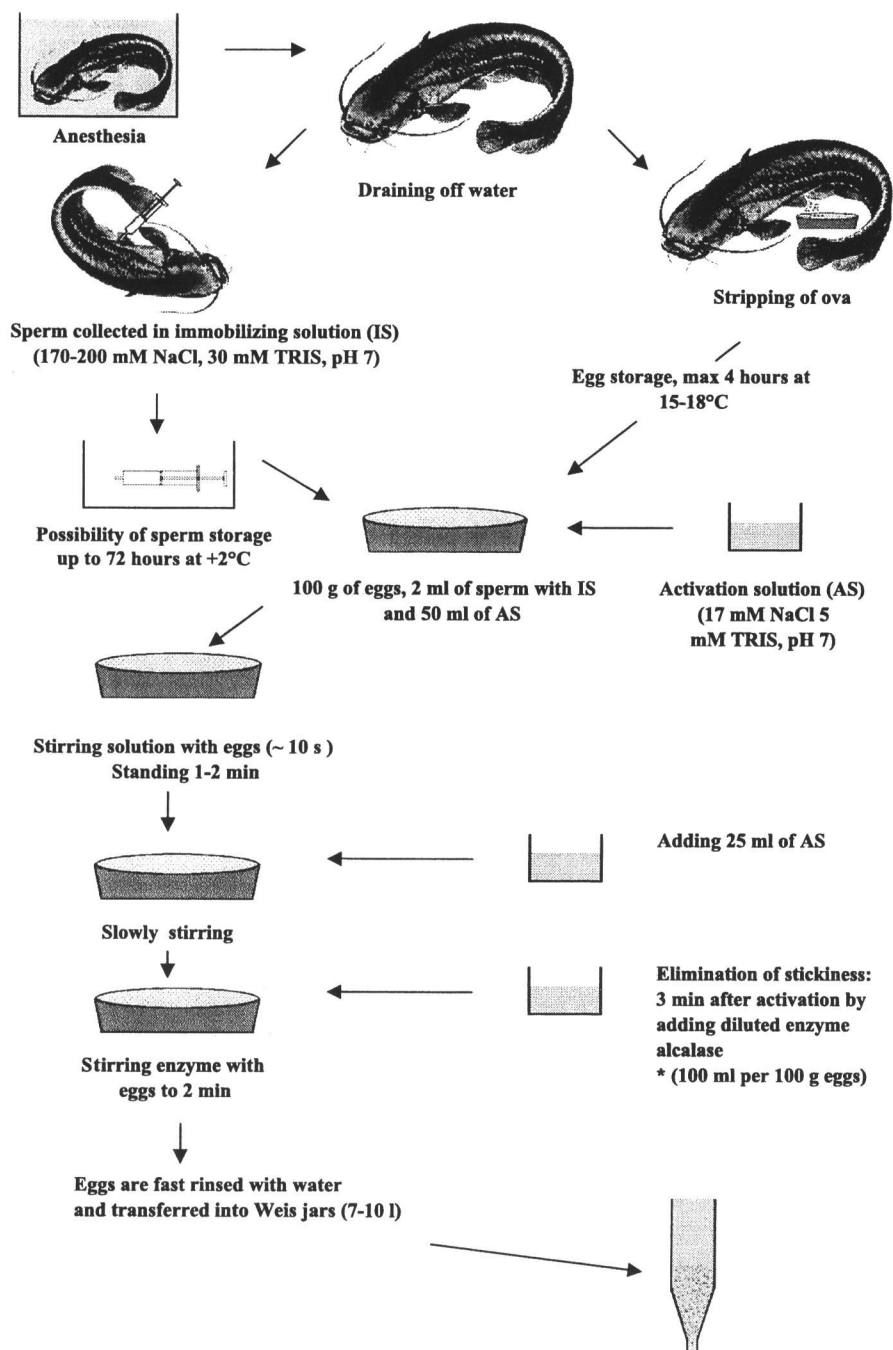 Anesthesia
Draining off water
Stripping of ova
Sperm collected in immobilizing solution (IS)
(170-200 mM NaCl, 30 mM TRIS, pH 7)
Egg storage, max 4 hours at
15-18°C
Possibility of sperm storage
up to 72 hours at +2°C
100 g of eggs, 2 ml of sperm with IS
and 50 ml of AS
Activation solution (AS)
(17 mM NaCl 5
mM TRIS, pH 7)
Stirring solution with eggs (~ 10 s )
Standing 1-2 min
Adding 25 ml of AS
Slowly stirring
Elimination of stickiness:
3 min after activation by
adding diluted enzyme
alcalase
* (100 ml per 100 g eggs)
Stirring enzyme with
eggs to 2 min
Eggs are fast rinsed with water
and transferred into Weis jars (7-10 l)